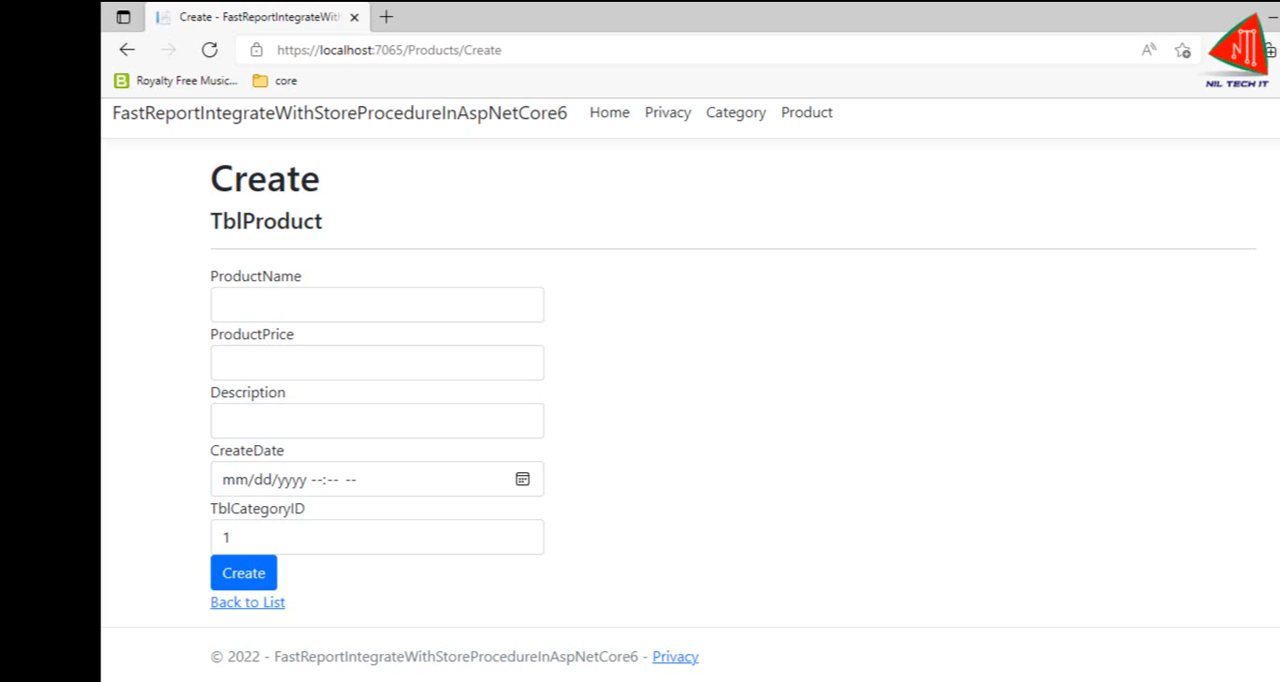 Create - FastReportIntegrateWith
https://localhost:7065/Products/Create
NIL TECH IT
Royalty Free Music... core
FastReportIntegrateWithStoreProcedureInAspNetCore6 Home Privacy Category Product
Create
TblProduct
ProductName
ProductPrice
Description
CreateDate
mm/dd/yyyy --:-- --
TblCategoryID
1
Create
Back to List
© 2022 - FastReportIntegrateWithStoreProcedureInAspNetCore6 - Privacy